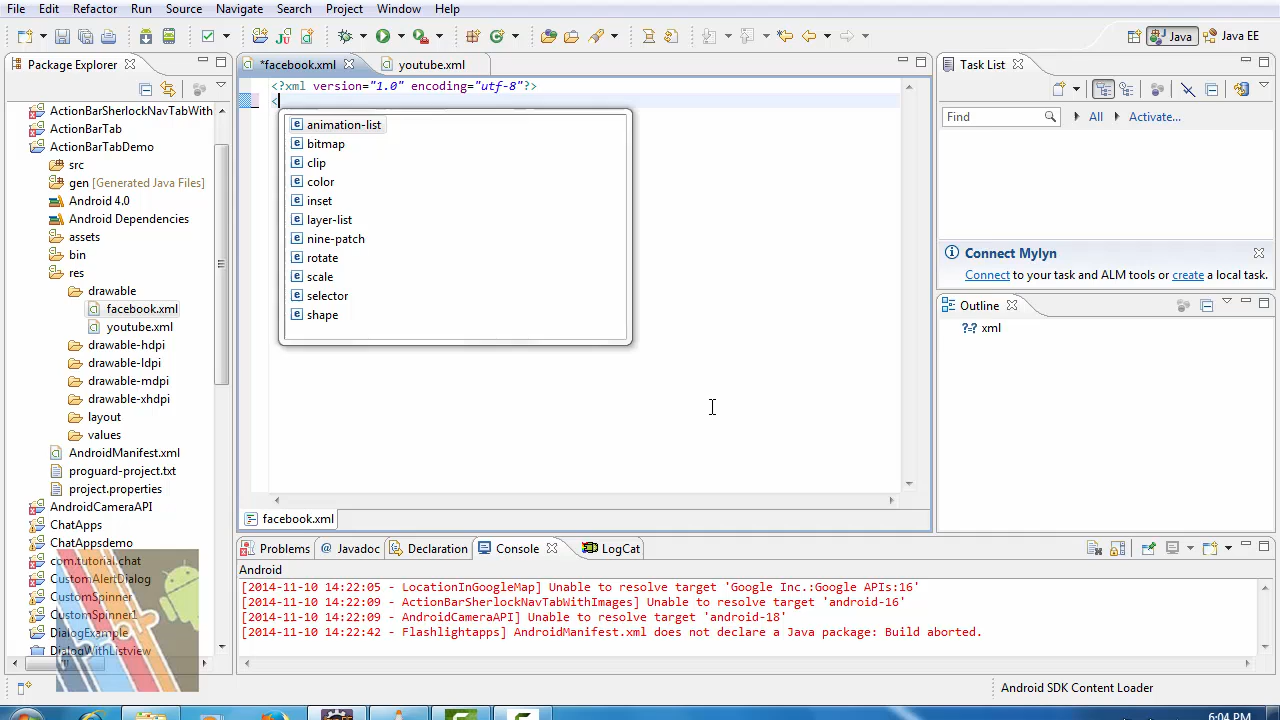 File Edit Refactor Run Source Navigate Search Project Window Help
Java
Java EE
Package Explorer
ActionBarSherlockNavTabWith
ActionBarTab
ActionBarTabDemo
src
gen [Generated Java Files]
Android 4.0
Android Dependencies
assets
bin
res
drawable
facebook.xml
youtube.xml
drawable-hdpi
drawable-ldpi
drawable-mdpi
drawable-xhdpi
layout
values
AndroidManifest.xml
proguard-project.txt
project.properties
AndroidCameraAPI
ChatApps
ChatAppsdemo
com.tutorial.chat
CustomAlertDialog
CustomSpinner
CustomSpinner1
DialogExample
DialogWithListview
*facebook.xml
youtube.xml
<?xml version="1.0" encoding="utf-8"?>
<
animation-list
bitmap
clip
color
inset
layer-list
nine-patch
rotate
scale
selector
shape
facebook.xml
Task List
Find
All
Activate...
Connect Mylyn
Connect to your task and ALM tools or create a local task.
Outline
xml
Problems
Javadoc
Declaration
Console
LogCat
Android
[2014-11-10 14:22:05 - LocationInGoogleMap] Unable to resolve target 'Google Inc.:Google APIs:16'
[2014-11-10 14:22:09 - ActionBarSherlockNavTabWithImages] Unable to resolve target 'android-16'
[2014-11-10 14:22:09 - AndroidCameraAPI] Unable to resolve target 'android-18'
[2014-11-10 14:22:42 - Flashlightapps] AndroidManifest.xml does not declare a Java package: Build aborted.
Android SDK Content Loader
6:04 PM